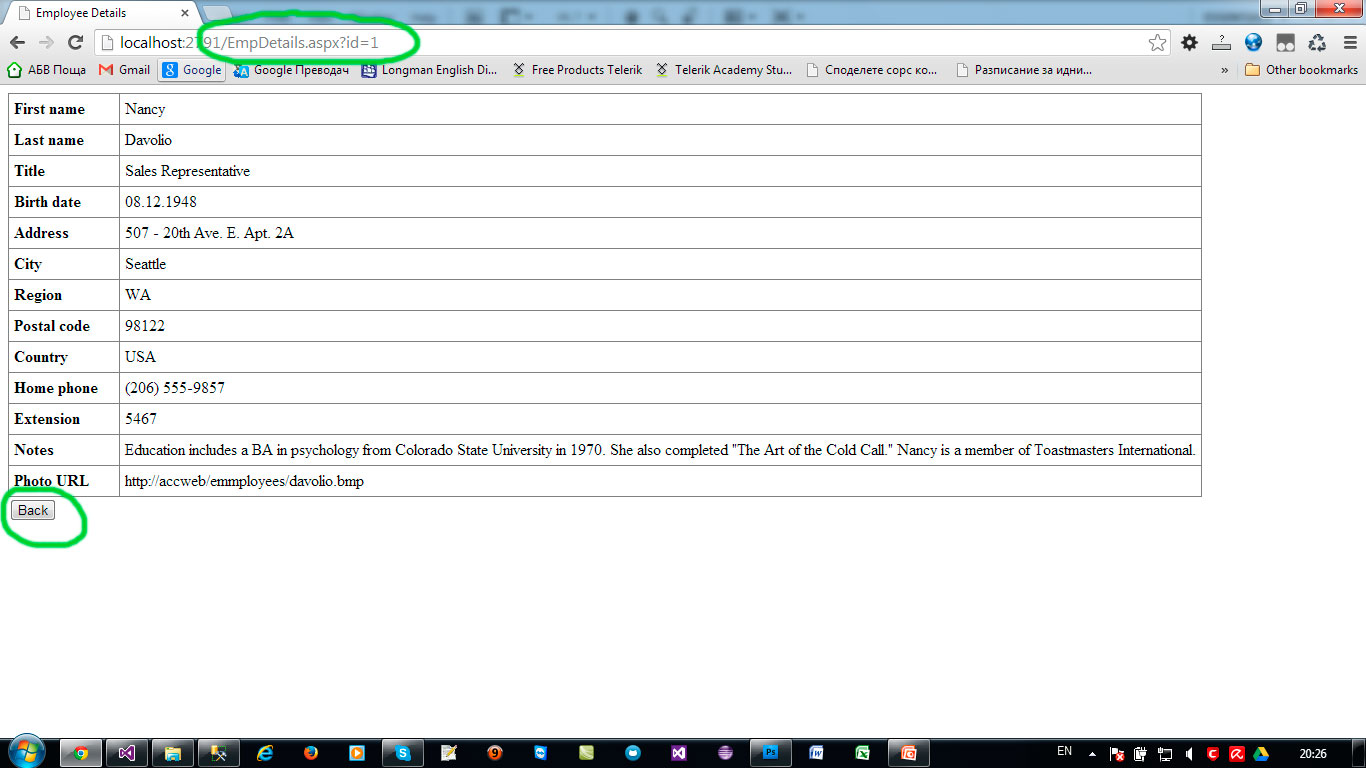 Employee Details
localhost:2791/EmpDetails.aspx?id=1
АБВ Поща Gmail Google Google Преводач Longman English Di... Free Products Telerik Telerik Academy Stu... Споделете сорс ко... Разписание за идни... » Other bookmarks
First name Nancy
Last name Davolio
Title Sales Representative
Birth date 08.12.1948
Address 507 - 20th Ave. E. Apt. 2A
City Seattle
Region WA
Postal code 98122
Country USA
Home phone (206) 555-9857
Extension 5467
Notes Education includes a BA in psychology from Colorado State University in 1970. She also completed "The Art of the Cold Call." Nancy is a member of Toastmasters International.
Photo URL http://accweb/emmployees/davolio.bmp
Back
EN 20:26